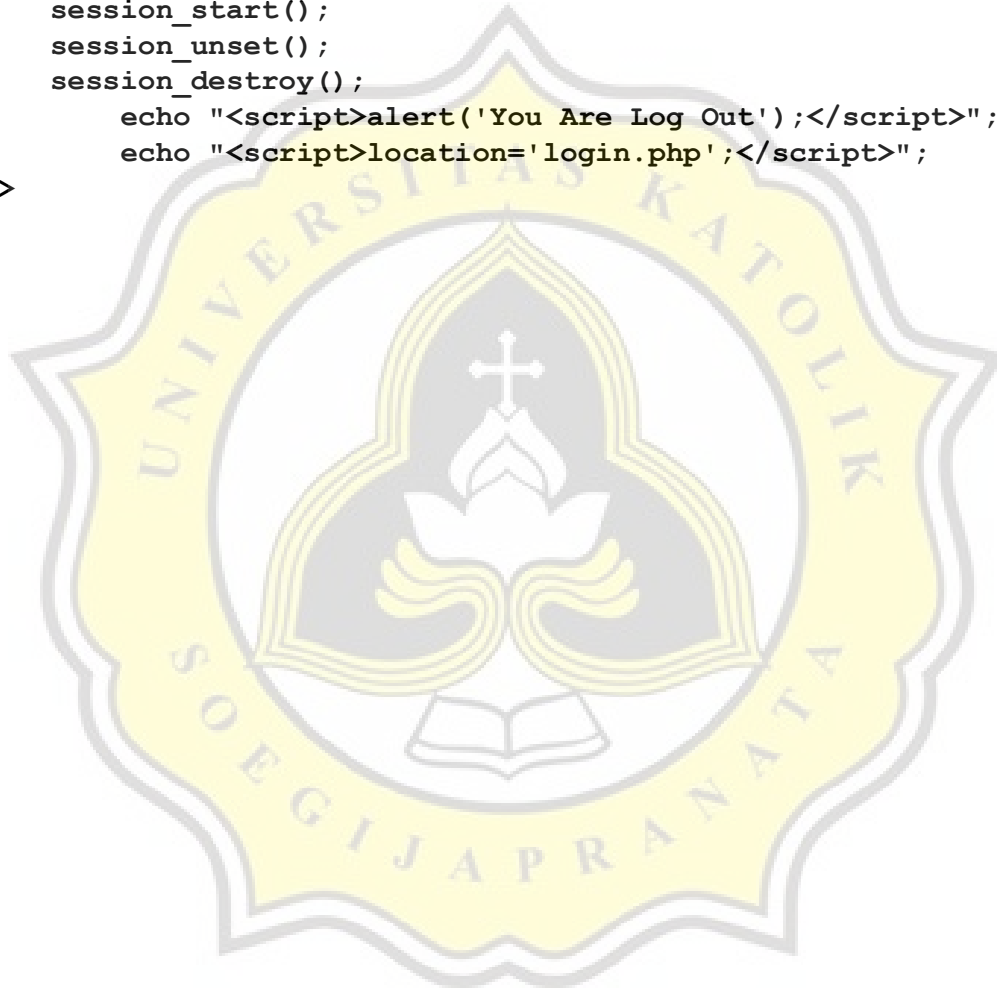 session_start();
session_unset();
session_destroy();
echo "<script>alert('You Are Log Out');</script>";
echo "<script>location='login.php';</script>";
>
UNIVERSITAS KATOLIK
SOEGIJAPRANATA